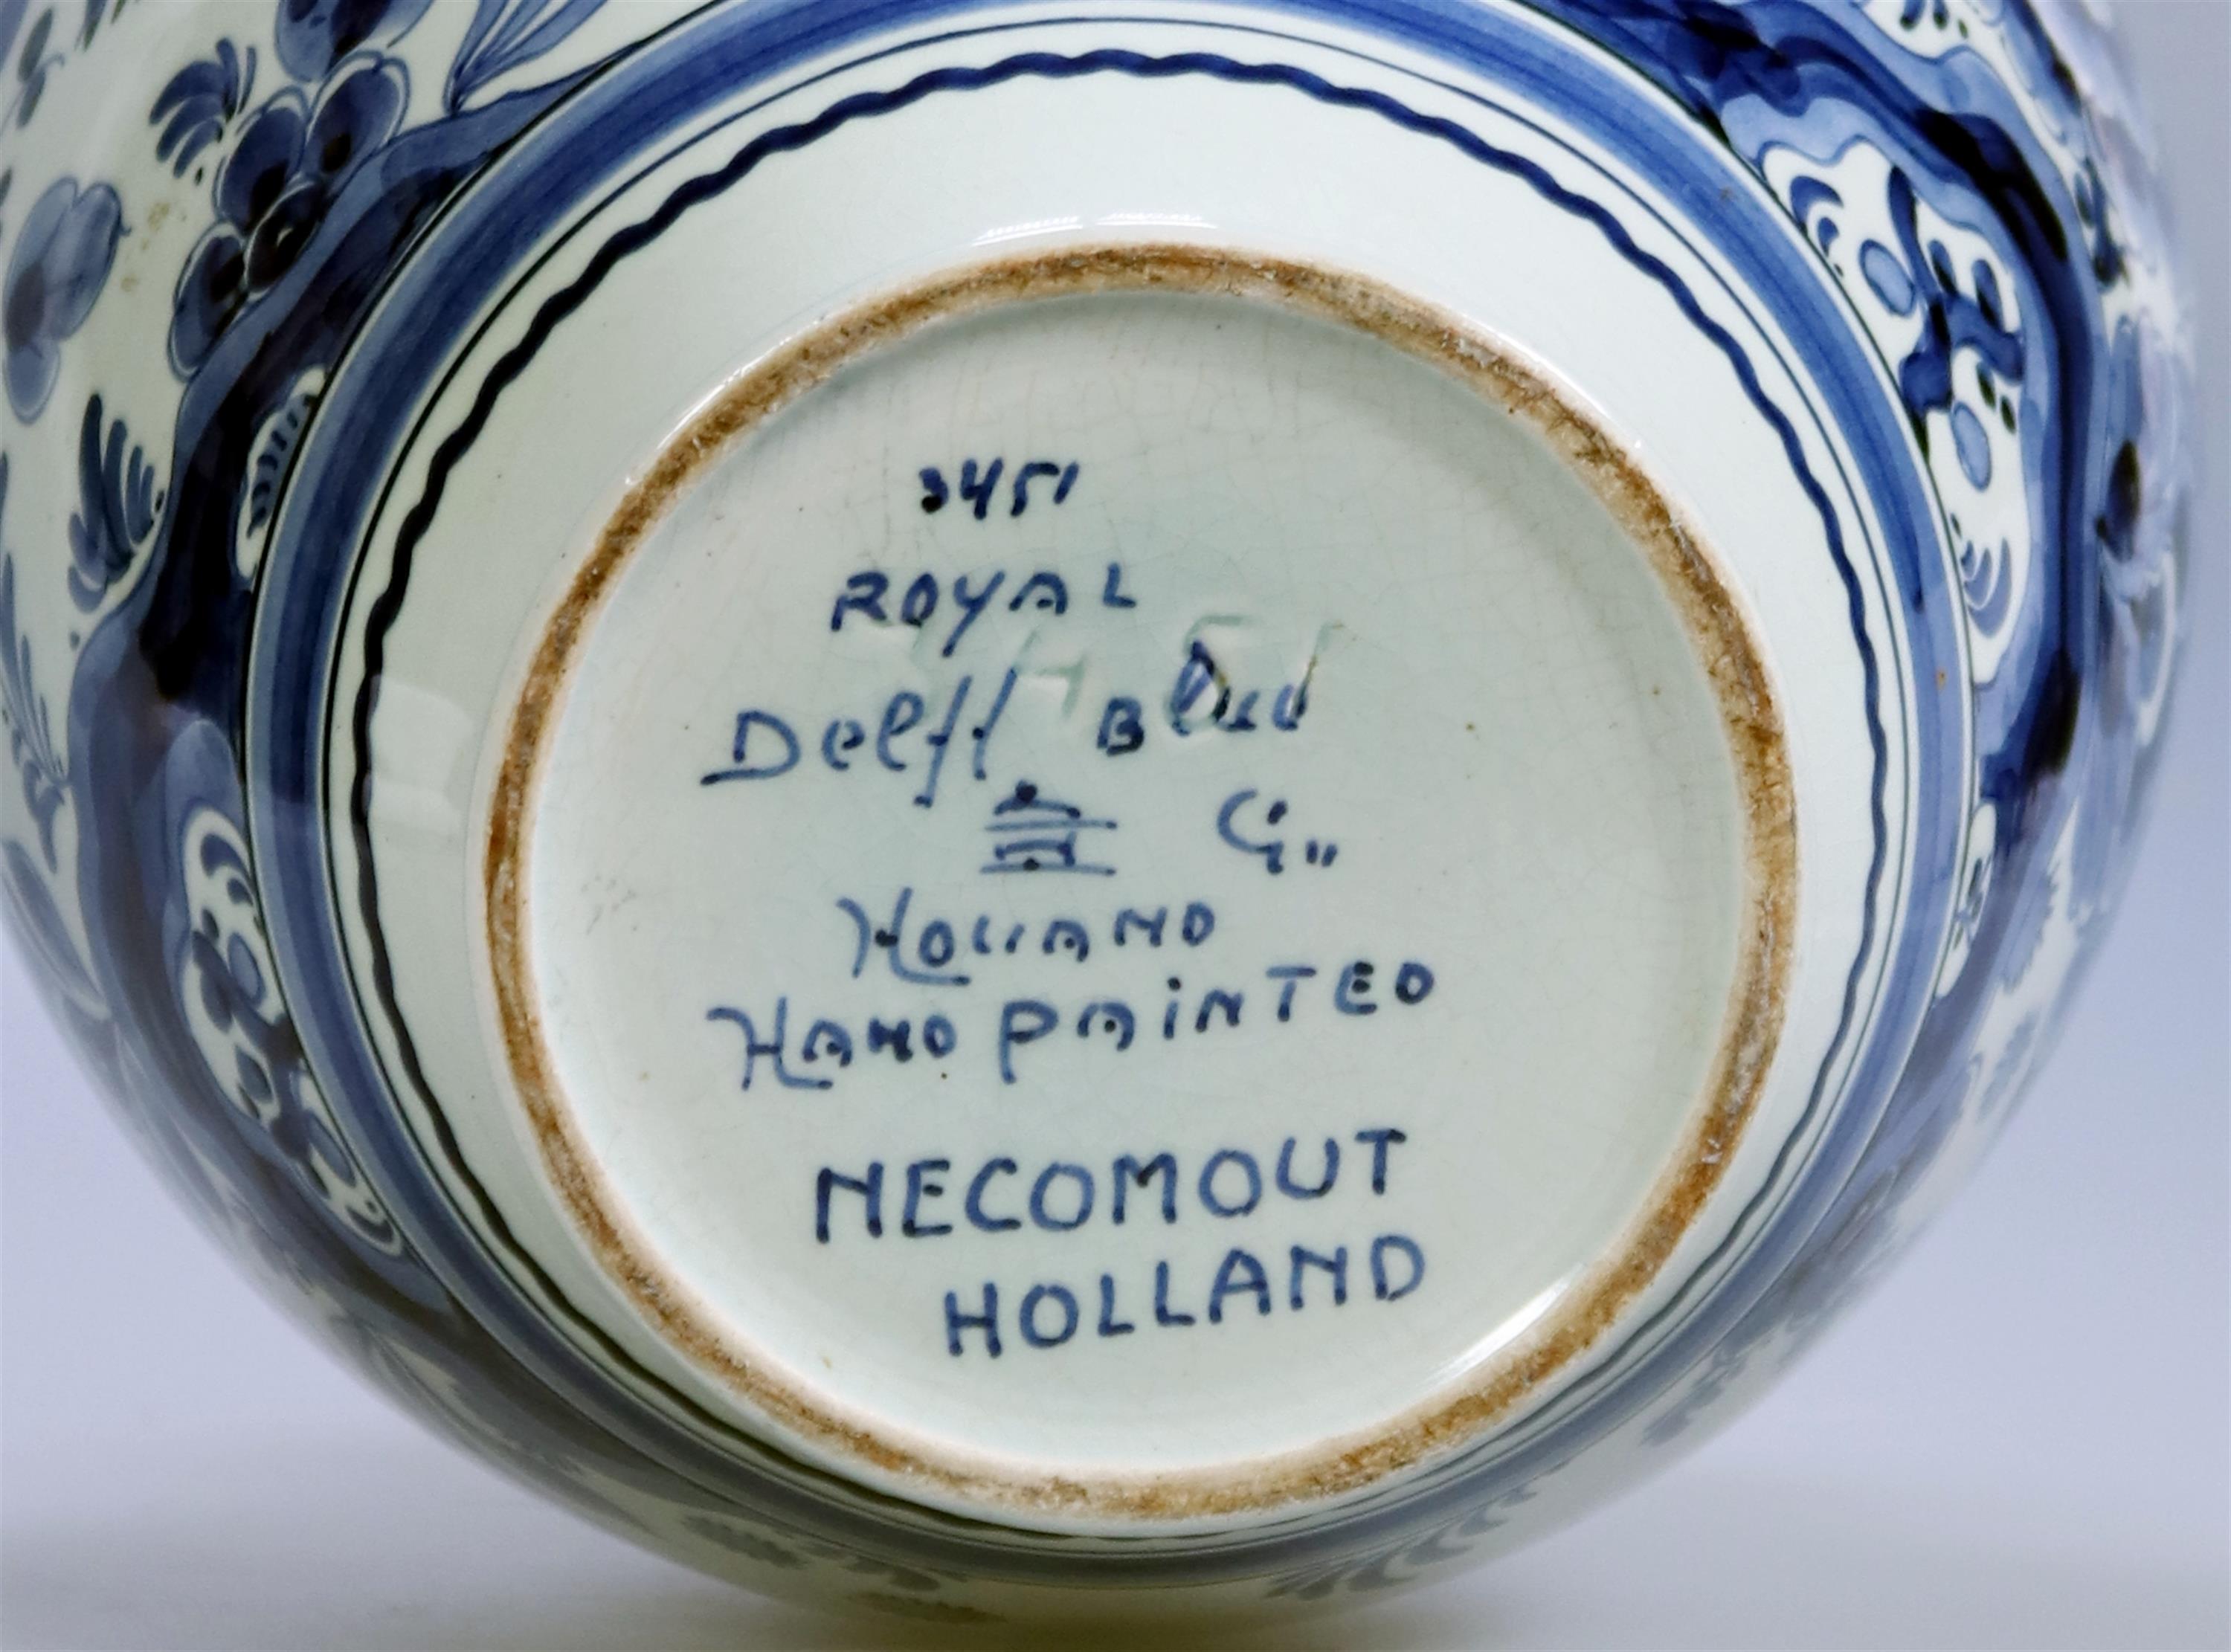 3451
ROYAL
Delft Blue
G
HOLLAND
HAND PAINTED
NECOMOUT
HOLLAND